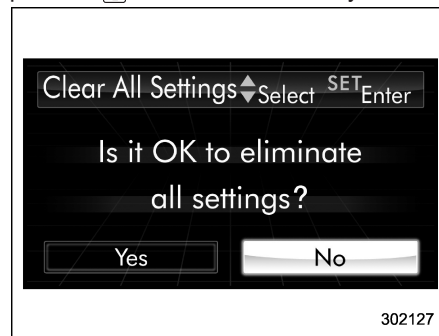 Clear All Settings Select SET Enter
Is it OK to eliminate
all settings?
Yes No
302127